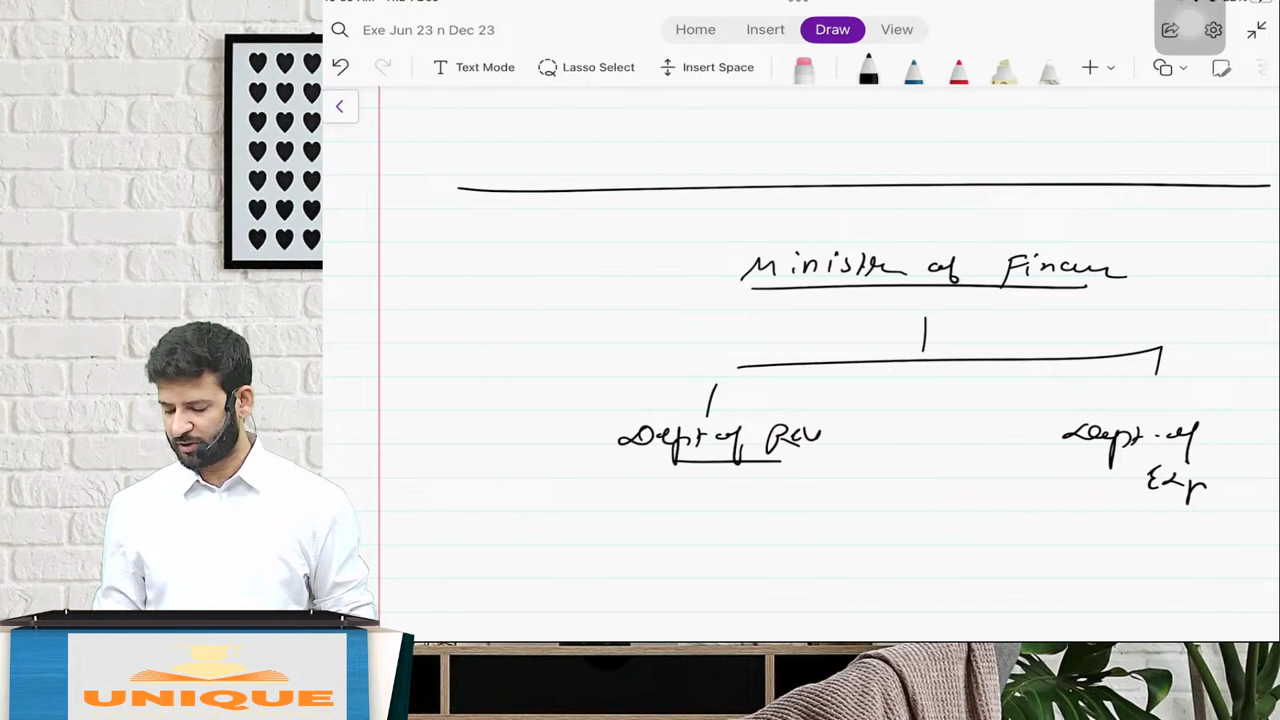 Exe Jun 23 n Dec 23
Home
Insert
Draw
View
Text Mode
Lasso Select
Insert Space
Minister of Finan
Dept of Rev
Dept. of
Exp
UNIQUE